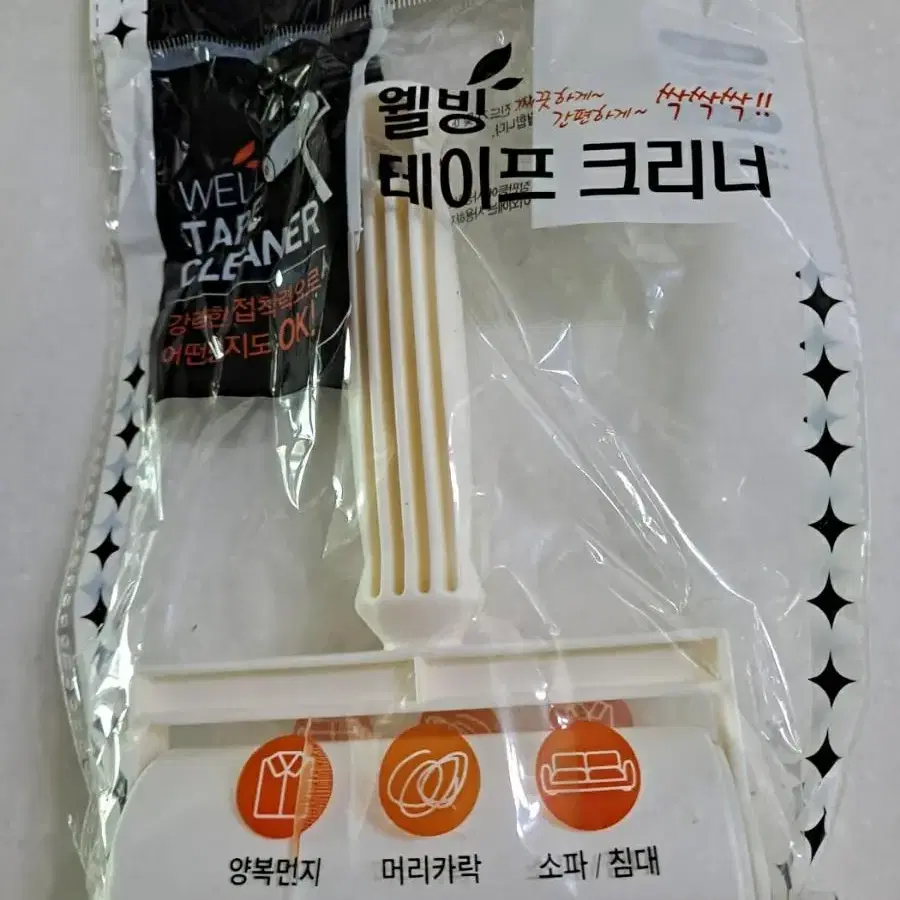 웰빙
깨끗하게~
간편하게~
싹싹싹!!
테이프 크리너
WELL
TAPE
CLEANER
강력한 접착력으로
어떤먼지도 OK!
양복먼지
머리카락
소파 / 침대